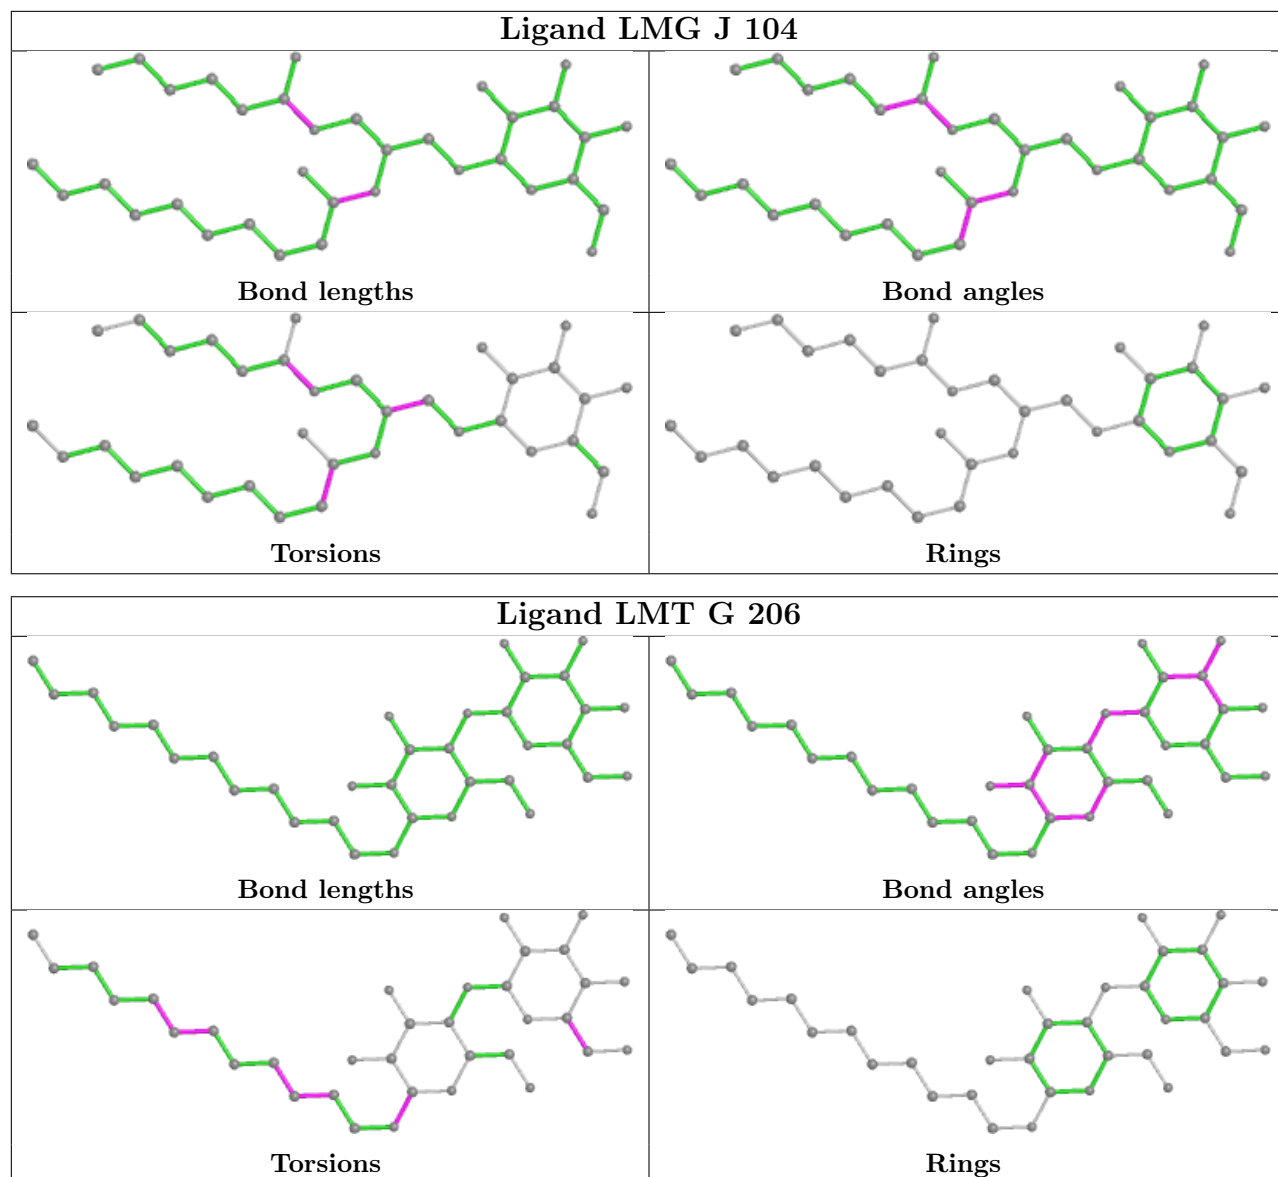 Ligand LMG J 104
Bond lengths
Bond angles
Torsions
Rings
Ligand LMT G 206
Bond lengths
Bond angles
Torsions
Rings